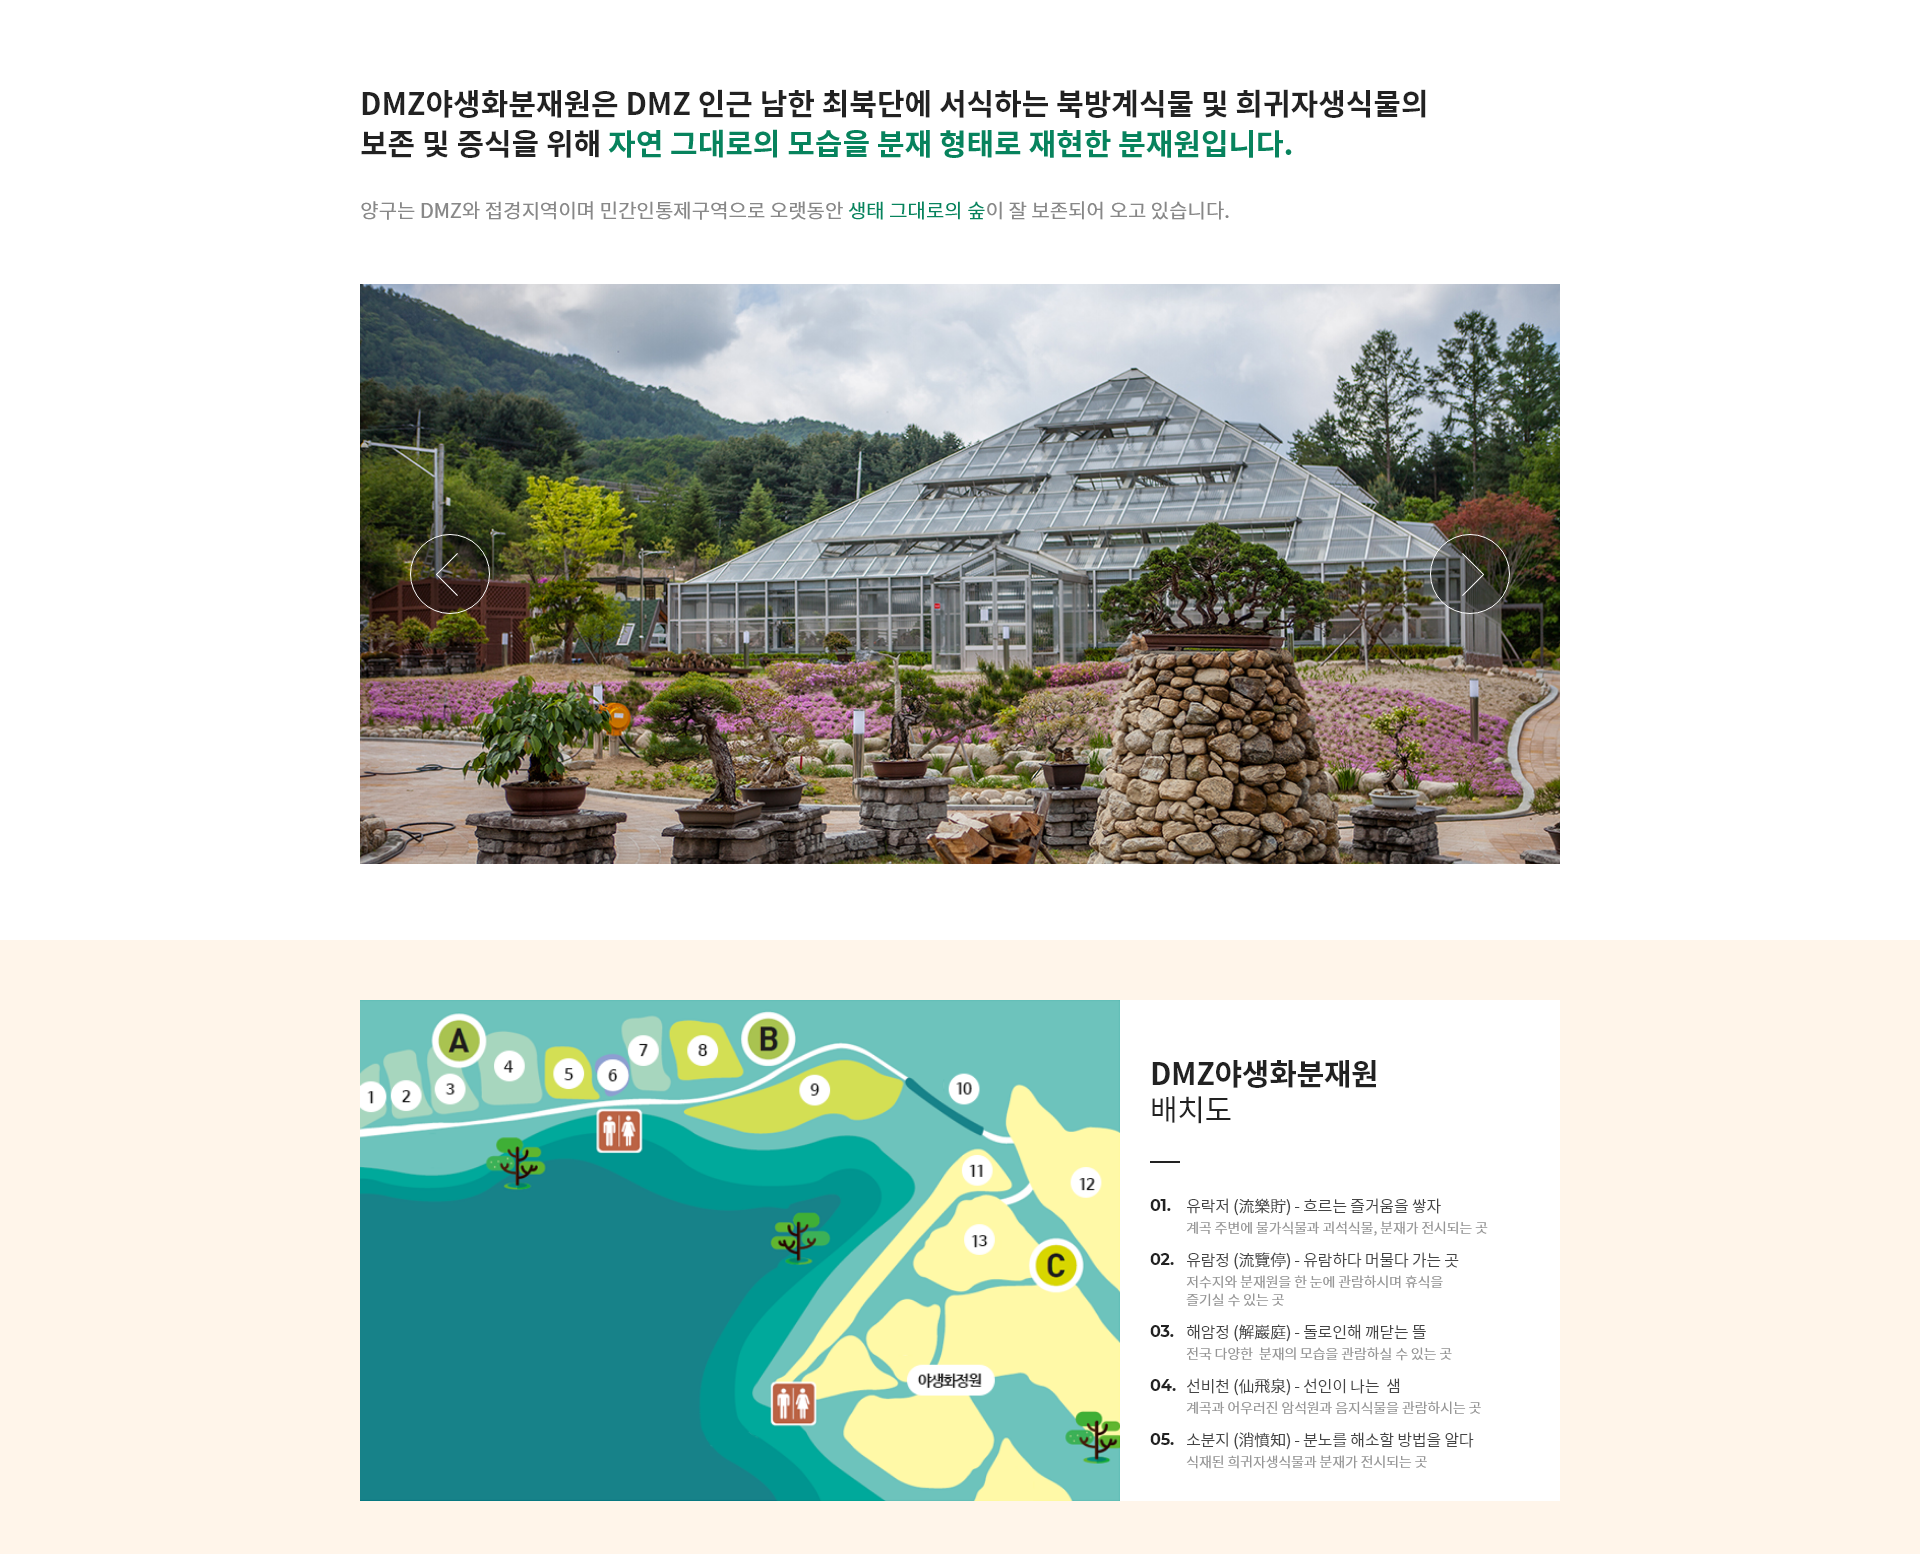 DMZ야생화분재원은 DMZ 인근 남한 최북단에 서식하는 북방계식물 및 희귀자생식물의
보존 및 증식을 위해 자연 그대로의 모습을 분재 형태로 재현한 분재원입니다.
양구는 DMZ와 접경지역이며 민간인통제구역으로 오랫동안 생태 그대로의 숲이 잘 보존되어 오고 있습니다.
A
B
7
8
4
5
6
3
2
1
9
10
11
12
13
C
야생화정원
DMZ야생화분재원
배치도
01. 유락저 (流樂貯) - 흐르는 즐거움을 쌓자
계곡 주변에 물가식물과 괴석식물, 분재가 전시되는 곳
02. 유람정 (流覽停) - 유람하다 머물다 가는 곳
저수지와 분재원을 한 눈에 관람하시며 휴식을
즐기실 수 있는 곳
03. 해암정 (解巖庭) - 돌로인해 깨닫는 뜰
전국 다양한 분재의 모습을 관람하실 수 있는 곳
04. 선비천 (仙飛泉) - 선인이 나는 샘
계곡과 어우러진 암석원과 음지식물을 관람하시는 곳
05. 소분지 (消憤知) - 분노를 해소할 방법을 알다
식재된 희귀자생식물과 분재가 전시되는 곳